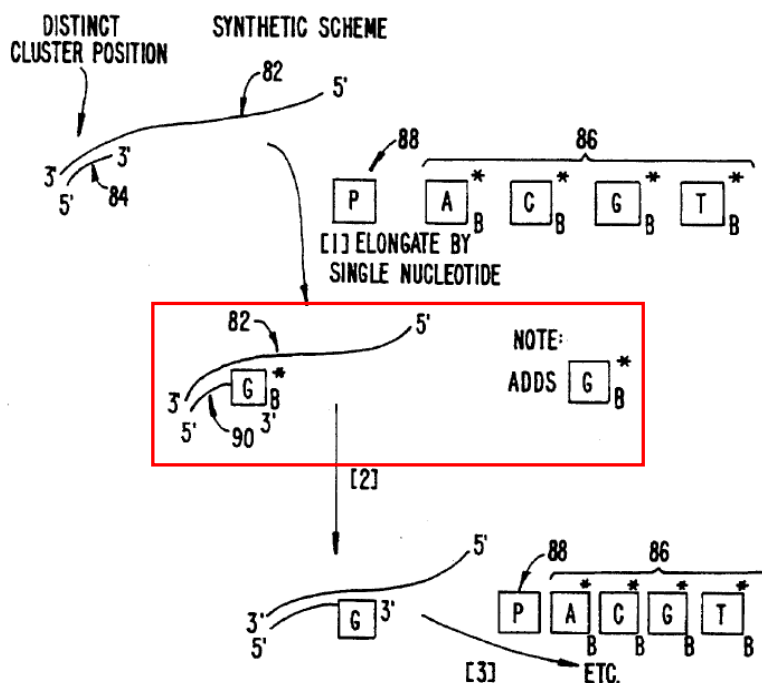 DISTINCT
CLUSTER POSITION
SYNTHETIC SCHEME
82
5'
3'
3'
5'
84
88
86
P
A * B
C * B
G * B
T * B
[1] ELONGATE BY
SINGLE NUCLEOTIDE
82
5'
G * B
3'
3'
5'
90
NOTE:
ADDS G * B
[2]
5'
3'
5'
G 3'
88
86
P
A * B
C * B
G * B
T * B
[3]
ETC.